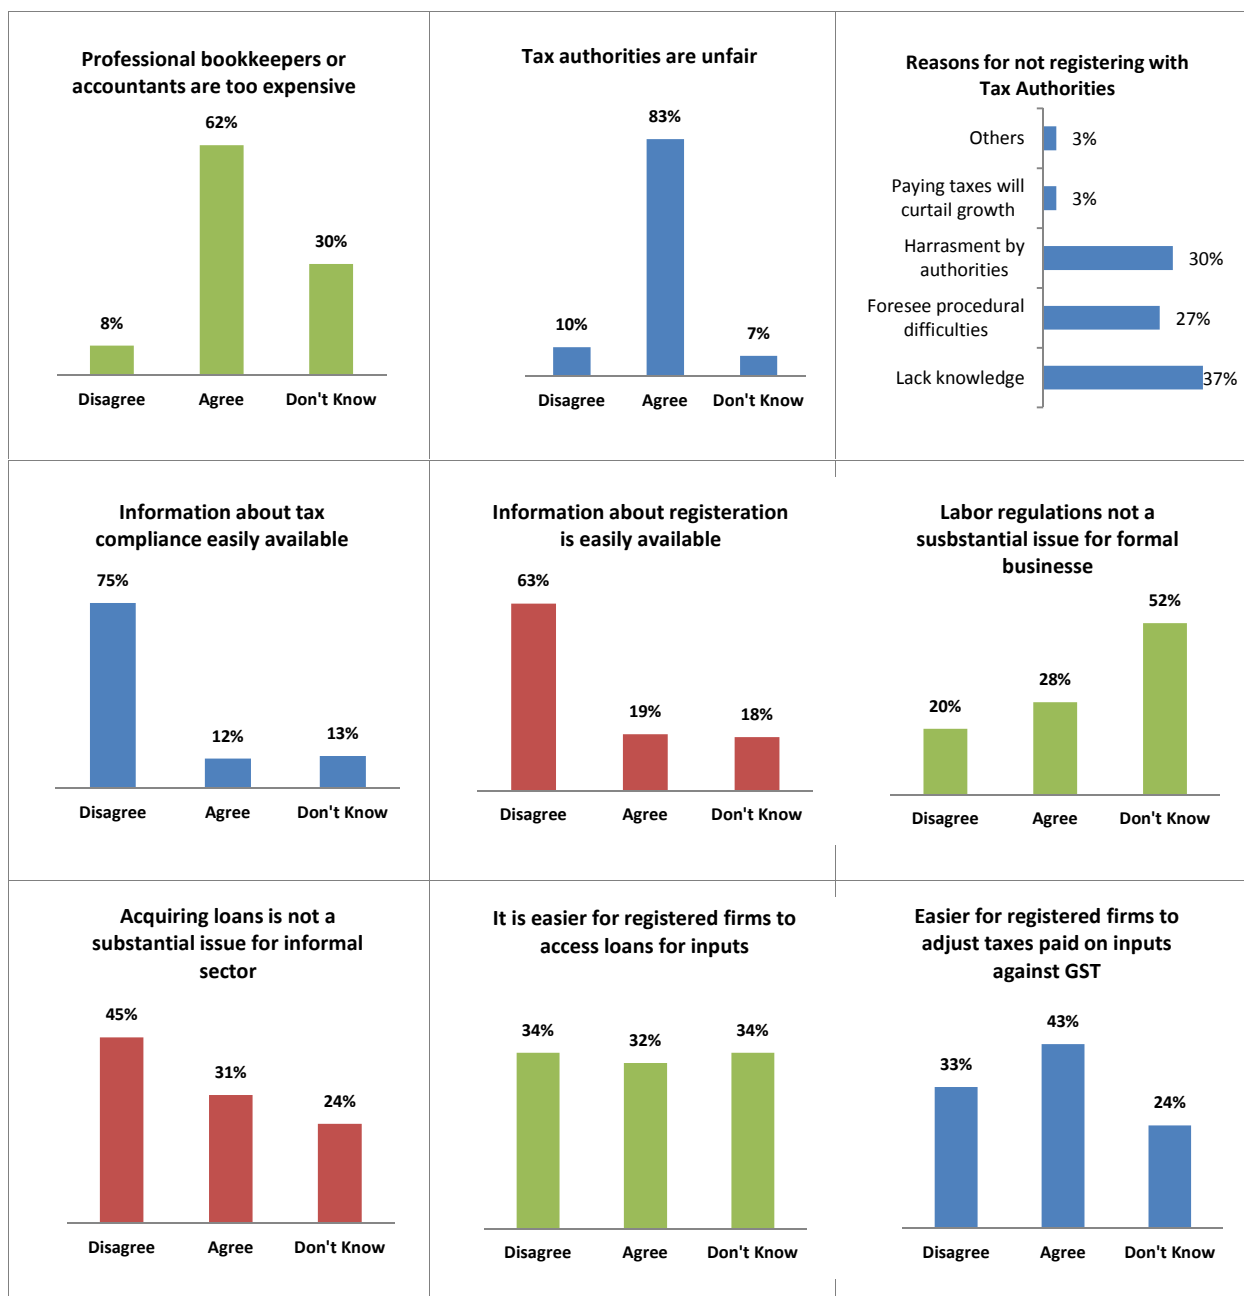 Professional bookkeepers or
accountants are too expensive
62%
30%
8%
Disagree Agree Don't Know
Tax authorities are unfair
83%
10%
7%
Disagree Agree Don't Know
Reasons for not registering with
Tax Authorities
Others 3%
Paying taxes will
curtail growth 3%
Harrasment by
authorities 30%
Foresee procedural
difficulties 27%
Lack knowledge 37%
Information about tax
compliance easily available
75%
12%
13%
Disagree Agree Don't Know
Information about registeration
is easily available
63%
19%
18%
Disagree Agree Don't Know
Labor regulations not a
susbstantial issue for formal
businesse
52%
28%
20%
Disagree Agree Don't Know
Acquiring loans is not a
substantial issue for informal
sector
45%
31%
24%
Disagree Agree Don't Know
It is easier for registered firms to
access loans for inputs
34%
32%
34%
Disagree Agree Don't Know
Easier for registered firms to
adjust taxes paid on inputs
against GST
43%
33%
24%
Disagree Agree Don't Know